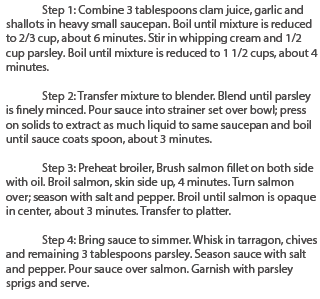 Step 1: Combine 3 tablespoons clam juice, garlic and
shallots in heavy small saucepan. Boil until mixture is reduced
to 2/3 cup, about 6 minutes. Stir in whipping cream and 1/2
cup parsley. Boil until mixture is reduced to 1 1/2 cups, about 4
minutes.
Step 2: Transfer mixture to blender. Blend until parsley
is finely minced. Pour sauce into strainer set over bowl; press
on solids to extract as much liquid to same saucepan and boil
until sauce coats spoon, about 3 minutes.
Step 3: Preheat broiler, Brush salmon fillet on both side
with oil. Broil salmon, skin side up, 4 minutes. Turn salmon
over; season with salt and pepper. Broil until salmon is opaque
in center, about 3 minutes. Transfer to platter.
Step 4: Bring sauce to simmer. Whisk in tarragon, chives
and remaining 3 tablespoons parsley. Season sauce with salt
and pepper. Pour sauce over salmon. Garnish with parsley
sprigs and serve.